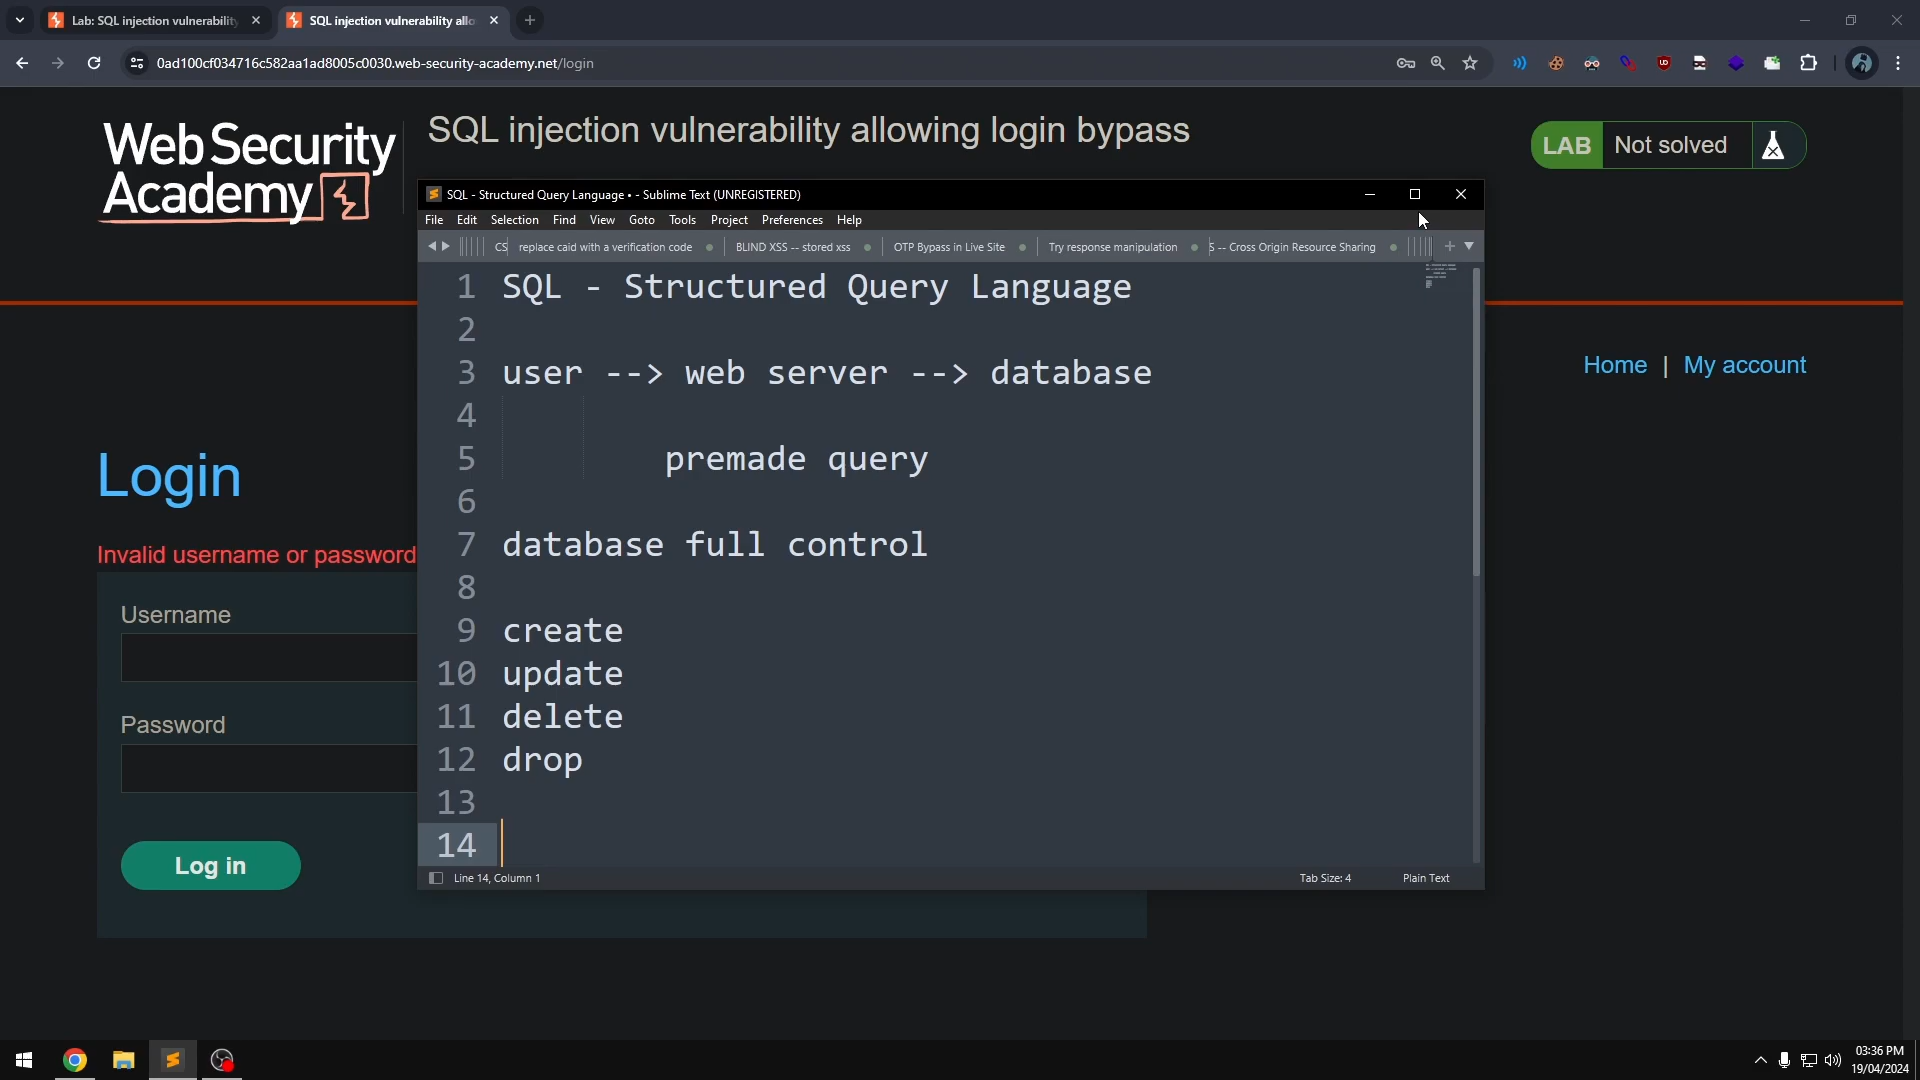 Lab: SQL injection vulnerability
SQL injection vulnerability allo
0ad100cf034716c582aa1ad8005c0030.web-security-academy.net/login
Web Security
Academy
SQL injection vulnerability allowing login bypass
LAB
Not solved
SQL - Structured Query Language • - Sublime Text (UNREGISTERED)
File Edit Selection Find View Goto Tools Project Preferences Help
CS replace caid with a verification code BLIND XSS -- stored xss OTP Bypass in Live Site Try response manipulation S -- Cross Origin Resource Sharing
1 SQL - Structured Query Language
2
3 user --> web server --> database
4
5 premade query
6
7 database full control
8
9 create
10 update
11 delete
12 drop
13
14
Line 14, Column 1
Tab Size: 4
Plain Text
Home | My account
Login
Invalid username or password
Username
Password
Log in
03:36 PM
19/04/2024